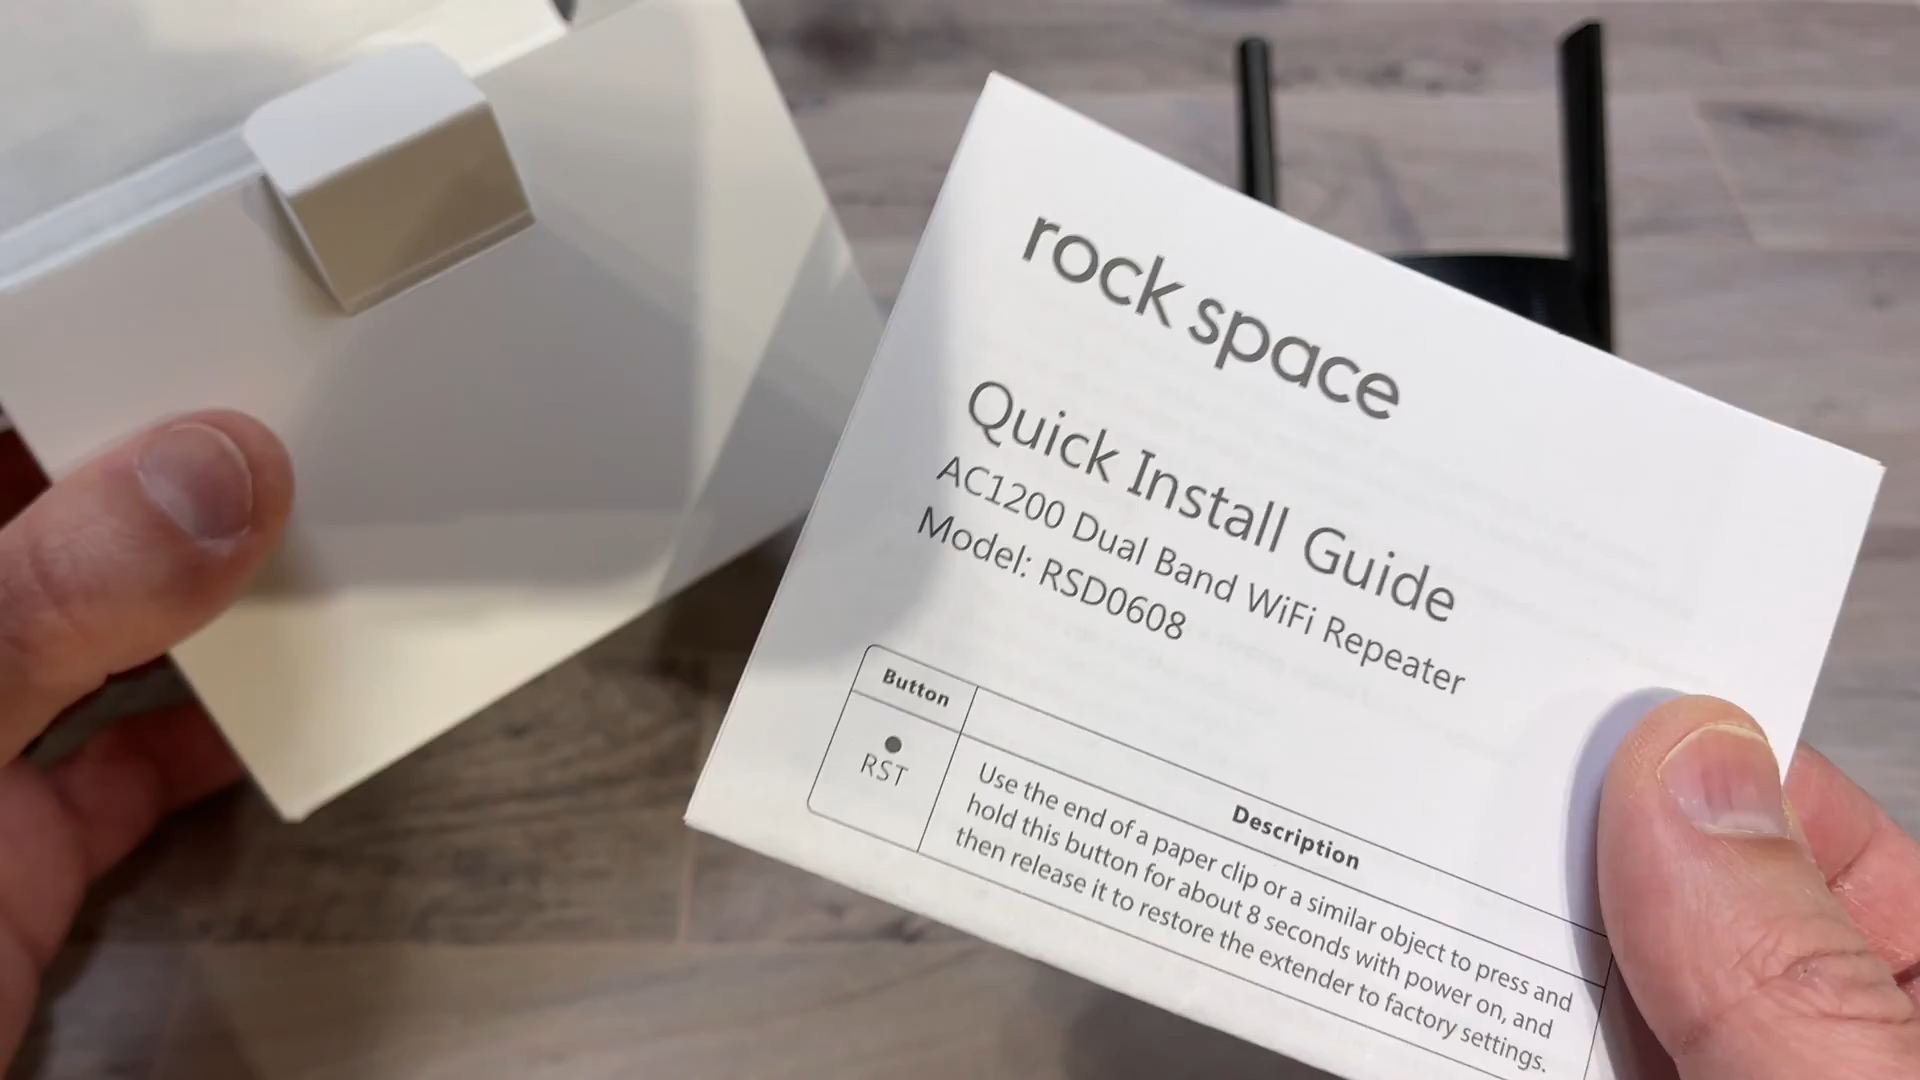 rock space
Quick Install Guide
AC1200 Dual Band WiFi Repeater
Model: RSD0608
Button
Description
RST
Use the end of a paper clip or a similar object to press and
hold this button for about 8 seconds with power on, and
then release it to restore the extender to factory settings.